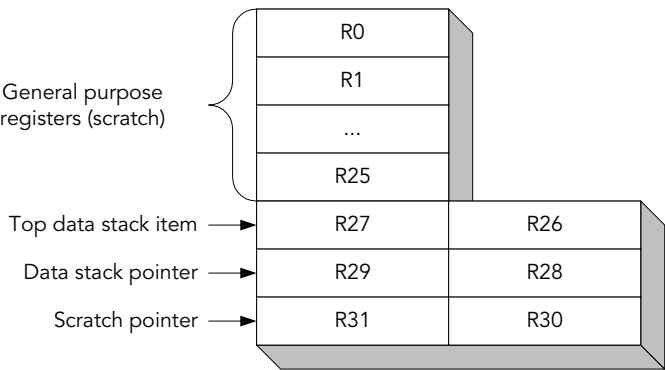 R0
R1
General purpose
registers (scratch)
...
R25
Top data stack item R27 R26
Data stack pointer R29 R28
Scratch pointer R31 R30